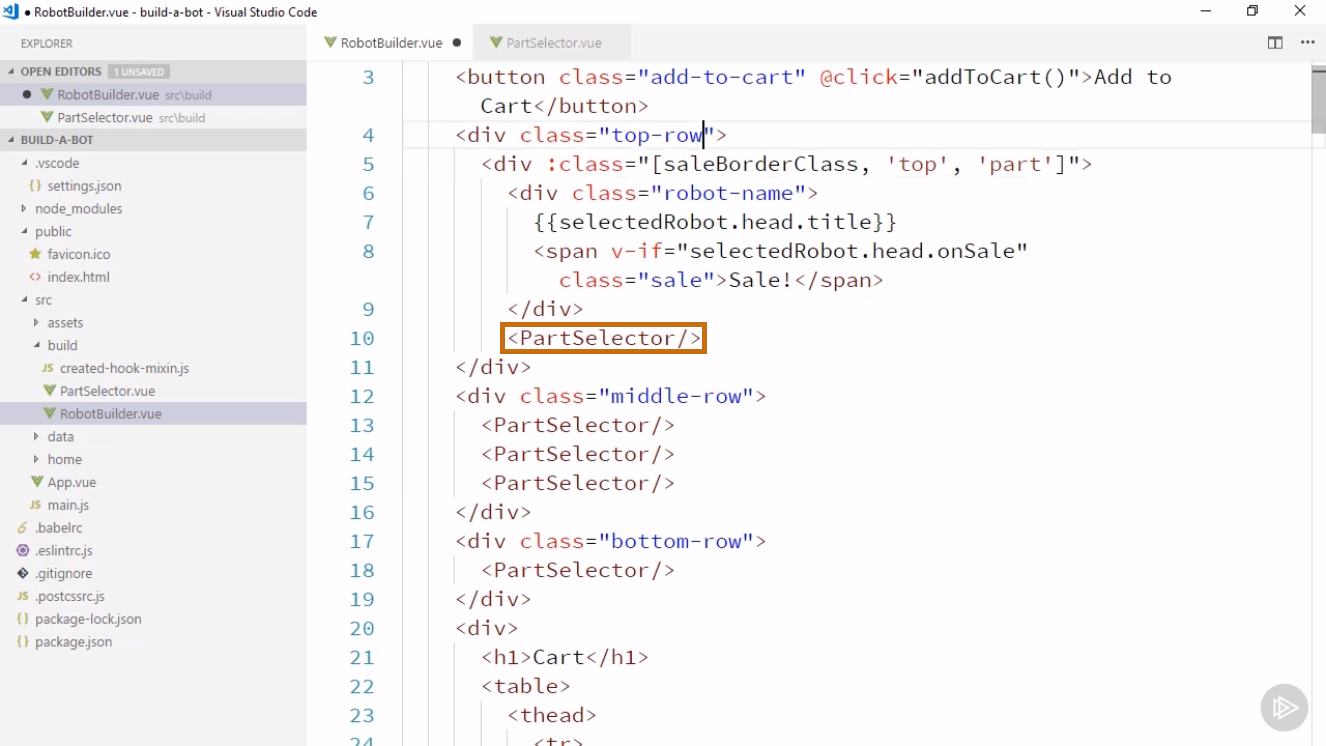 ● RobotBuilder.vue - build-a-bot - Visual Studio Code
EXPLORER
RobotBuilder.vue ●
PartSelector.vue
OPEN EDITORS 1 UNSAVED
● RobotBuilder.vue src\build
PartSelector.vue src\build
BUILD-A-BOT
.vscode
{} settings.json
node_modules
public
favicon.ico
<> index.html
src
assets
build
JS created-hook-mixin.js
PartSelector.vue
RobotBuilder.vue
data
home
App.vue
JS main.js
.babelrc
.eslintrc.js
.gitignore
JS .postcssrc.js
{} package-lock.json
{} package.json
3 <button class="add-to-cart" @click="addToCart()">Add to
Cart</button>
4 <div class="top-row">
5 <div :class="[saleBorderClass, 'top', 'part']">
6 <div class="robot-name">
7 {{selectedRobot.head.title}}
8 <span v-if="selectedRobot.head.onSale"
class="sale">Sale!</span>
9 </div>
10 <PartSelector/>
11 </div>
12 <div class="middle-row">
13 <PartSelector/>
14 <PartSelector/>
15 <PartSelector/>
16 </div>
17 <div class="bottom-row">
18 <PartSelector/>
19 </div>
20 <div>
21 <h1>Cart</h1>
22 <table>
23 <thead>
24 <tr>